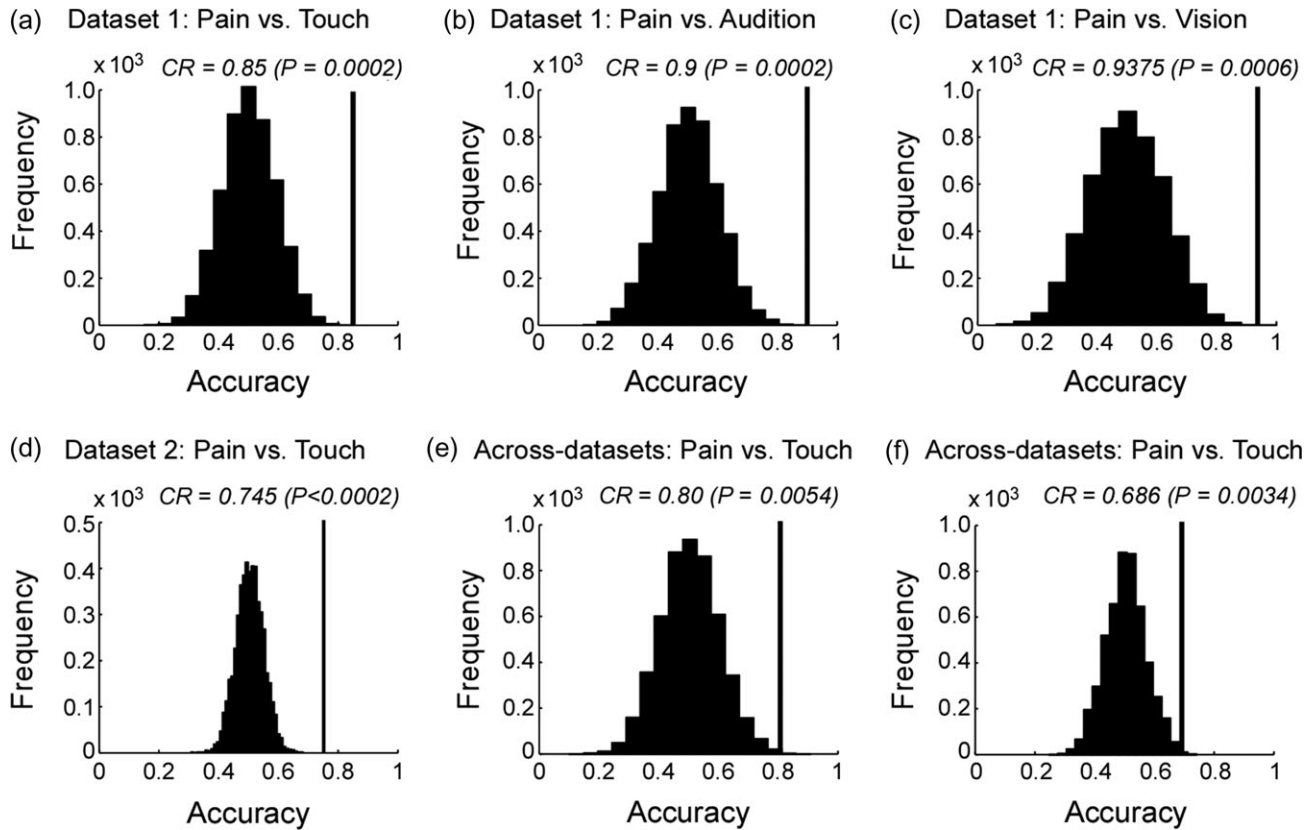 (a) Dataset 1: Pain vs. Touch
x 10³ CR = 0.85 (P = 0.0002)
1.0
0.8
0.6
0.4
0.2
0
Frequency
0 0.2 0.4 0.6 0.8 1
Accuracy
(b) Dataset 1: Pain vs. Audition
x 10³ CR = 0.9 (P = 0.0002)
1.0
0.8
0.6
0.4
0.2
0
Frequency
0 0.2 0.4 0.6 0.8 1
Accuracy
(c) Dataset 1: Pain vs. Vision
x 10³ CR = 0.9375 (P = 0.0006)
1.0
0.8
0.6
0.4
0.2
0
Frequency
0 0.2 0.4 0.6 0.8 1
Accuracy
(d) Dataset 2: Pain vs. Touch
x 10³ CR = 0.745 (P<0.0002)
0.5
0.4
0.3
0.2
0.1
0
Frequency
0 0.2 0.4 0.6 0.8 1
Accuracy
(e) Across-datasets: Pain vs. Touch
x 10³ CR = 0.80 (P = 0.0054)
1.0
0.8
0.6
0.4
0.2
0
Frequency
0 0.2 0.4 0.6 0.8 1
Accuracy
(f) Across-datasets: Pain vs. Touch
x 10³ CR = 0.686 (P = 0.0034)
1.0
0.8
0.6
0.4
0.2
0
Frequency
0 0.2 0.4 0.6 0.8 1
Accuracy